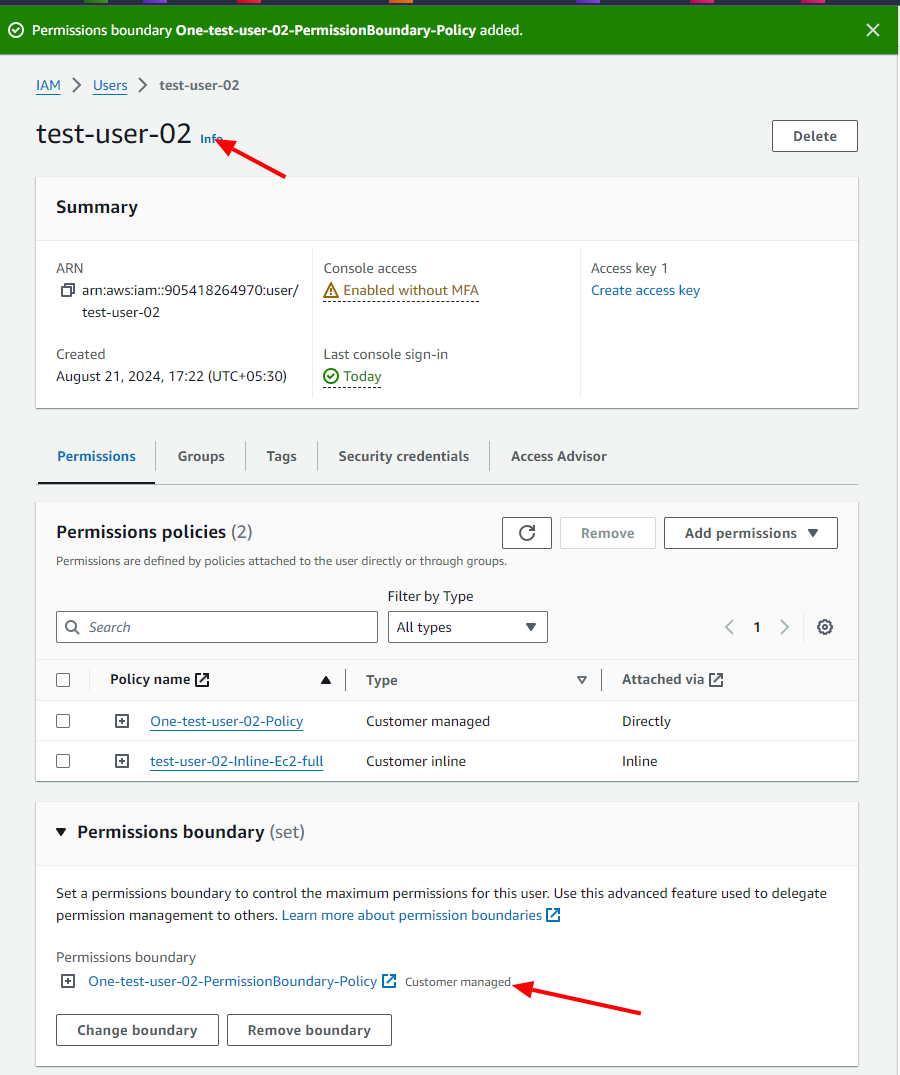 Permissions boundary One-test-user-02-PermissionBoundary-Policy added.
IAM > Users > test-user-02
test-user-02 Info
Delete
Summary
ARN
arn:aws:iam::905418264970:user/
test-user-02
Console access
Enabled without MFA
Access key 1
Create access key
Created
August 21, 2024, 17:22 (UTC+05:30)
Last console sign-in
Today
Permissions Groups Tags Security credentials Access Advisor
Permissions policies (2)
Remove
Add permissions
Permissions are defined by policies attached to the user directly or through groups.
Filter by Type
Search
All types
1
Policy name Type Attached via
One-test-user-02-Policy Customer managed Directly
test-user-02-Inline-Ec2-full Customer inline Inline
Permissions boundary (set)
Set a permissions boundary to control the maximum permissions for this user. Use this advanced feature used to delegate
permission management to others. Learn more about permission boundaries
Permissions boundary
One-test-user-02-PermissionBoundary-Policy Customer managed
Change boundary Remove boundary